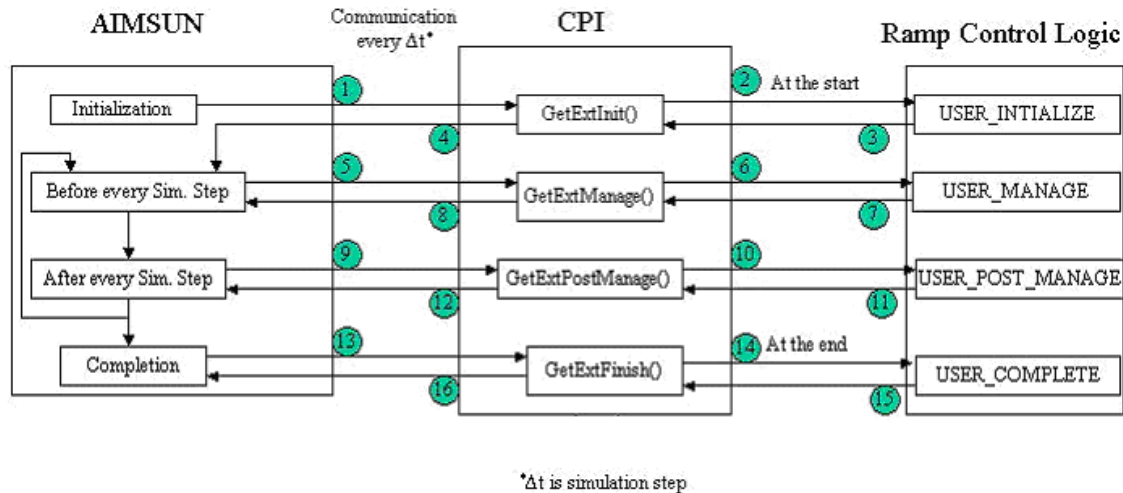 AIMSUN
Communication
every Δt*
CPI
Ramp Control Logic
1
2
At the start
Initialization
GetExtInit()
USER_INTIALIZE
4
3
5
6
Before every Sim. Step
GetExtManage()
USER_MANAGE
8
7
9
10
After every Sim. Step
GetExtPostManage()
USER_POST_MANAGE
12
11
13
14
At the end
Completion
GetExtFinish()
USER_COMPLETE
16
15
*Δt is simulation step